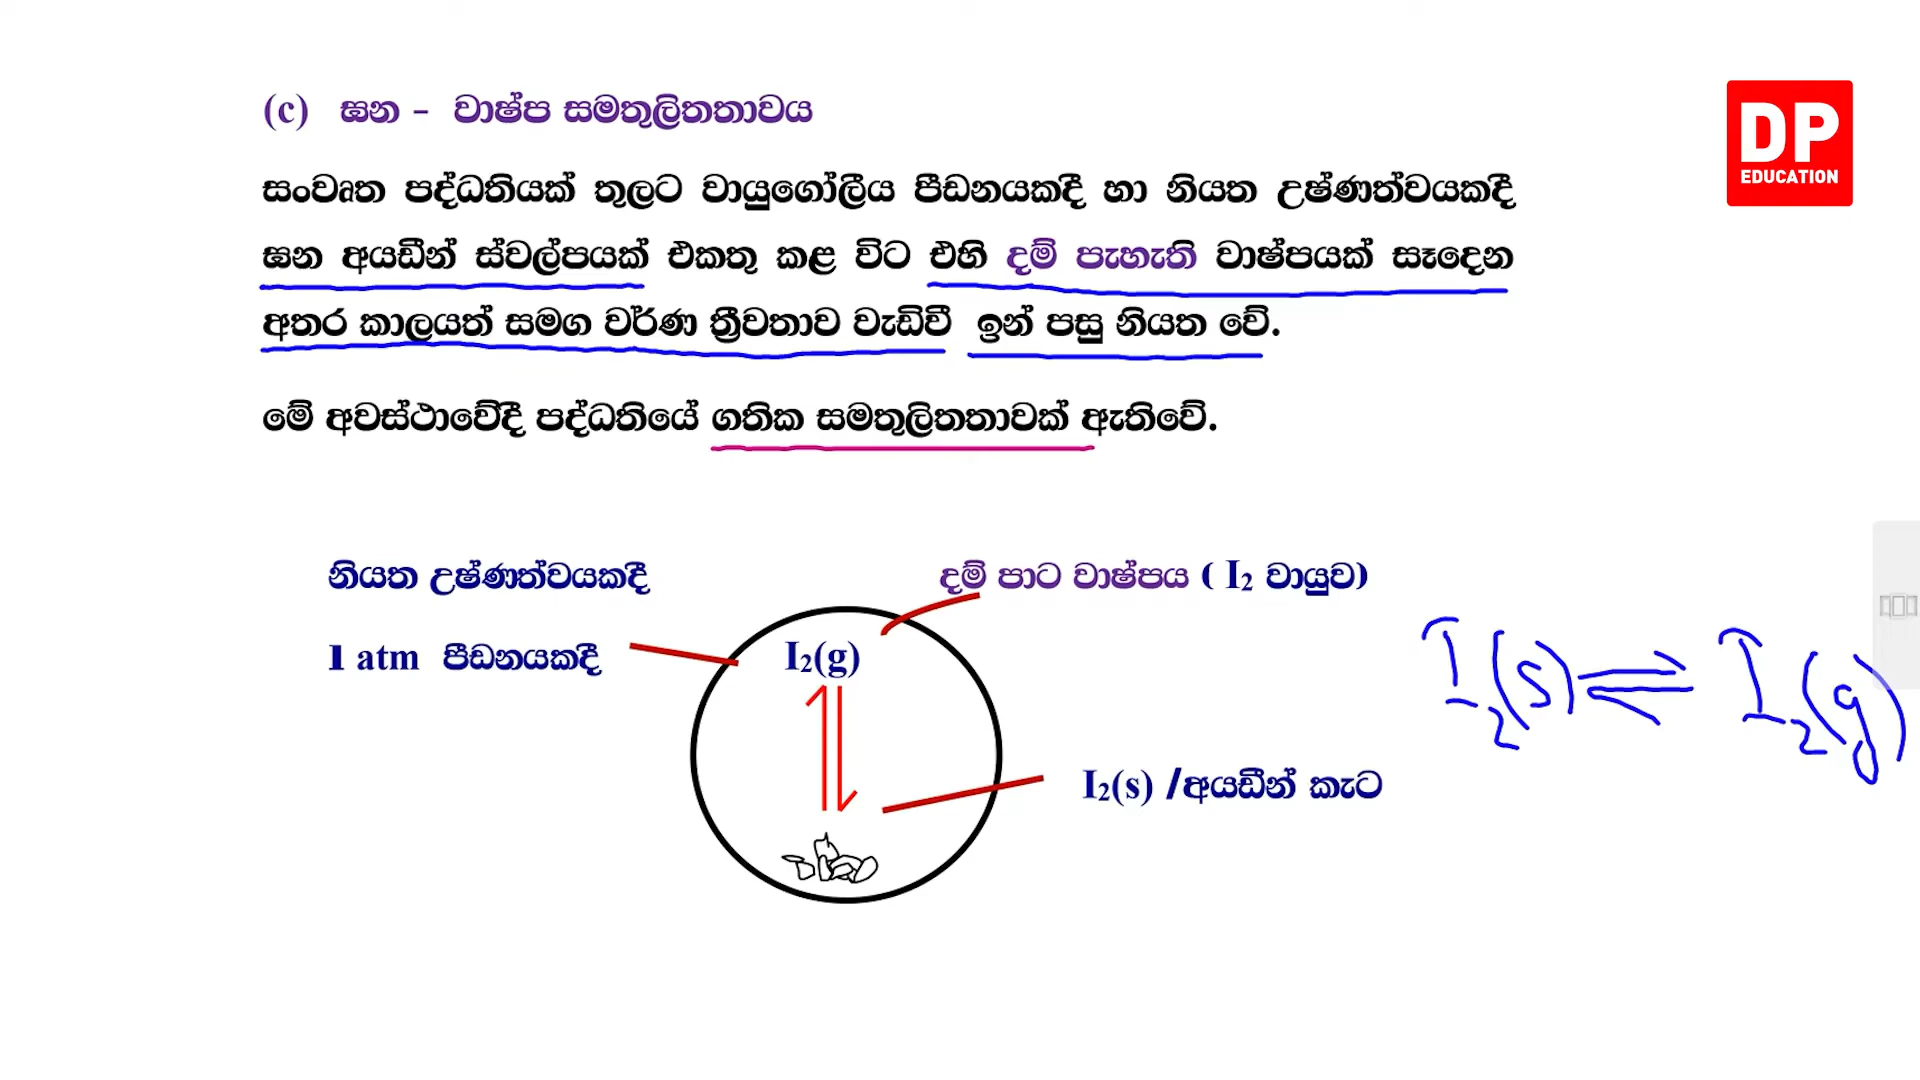 (c) ඝන - වාෂ්ප සමතුලිතතාවය
DP
EDUCATION
සංවෘත පද්ධතියක් තුලට වායුගෝලීය පීඩනයකදී හා නියත උෂ්ණත්වයකදී
ඝන අයඩීන් ස්වල්පයක් එකතු කළ විට එහි දම් පැහැති වාෂ්පයක් සෑදෙන
අතර කාලයත් සමග වර්ණ ත්‍රීවතාව වැඩිවී ඉන් පසු නියත වේ.
මේ අවස්ථාවේදී පද්ධතියේ ගතික සමතුලිතතාවක් ඇතිවේ.
නියත උෂ්ණත්වයකදී
දම් පාට වාෂ්පය ( I₂ වායුව)
1 atm පීඩනයකදී
I₂(g)
I₂(s) ⇌ I₂(g)
I₂(s) /අයඩීන් කැට